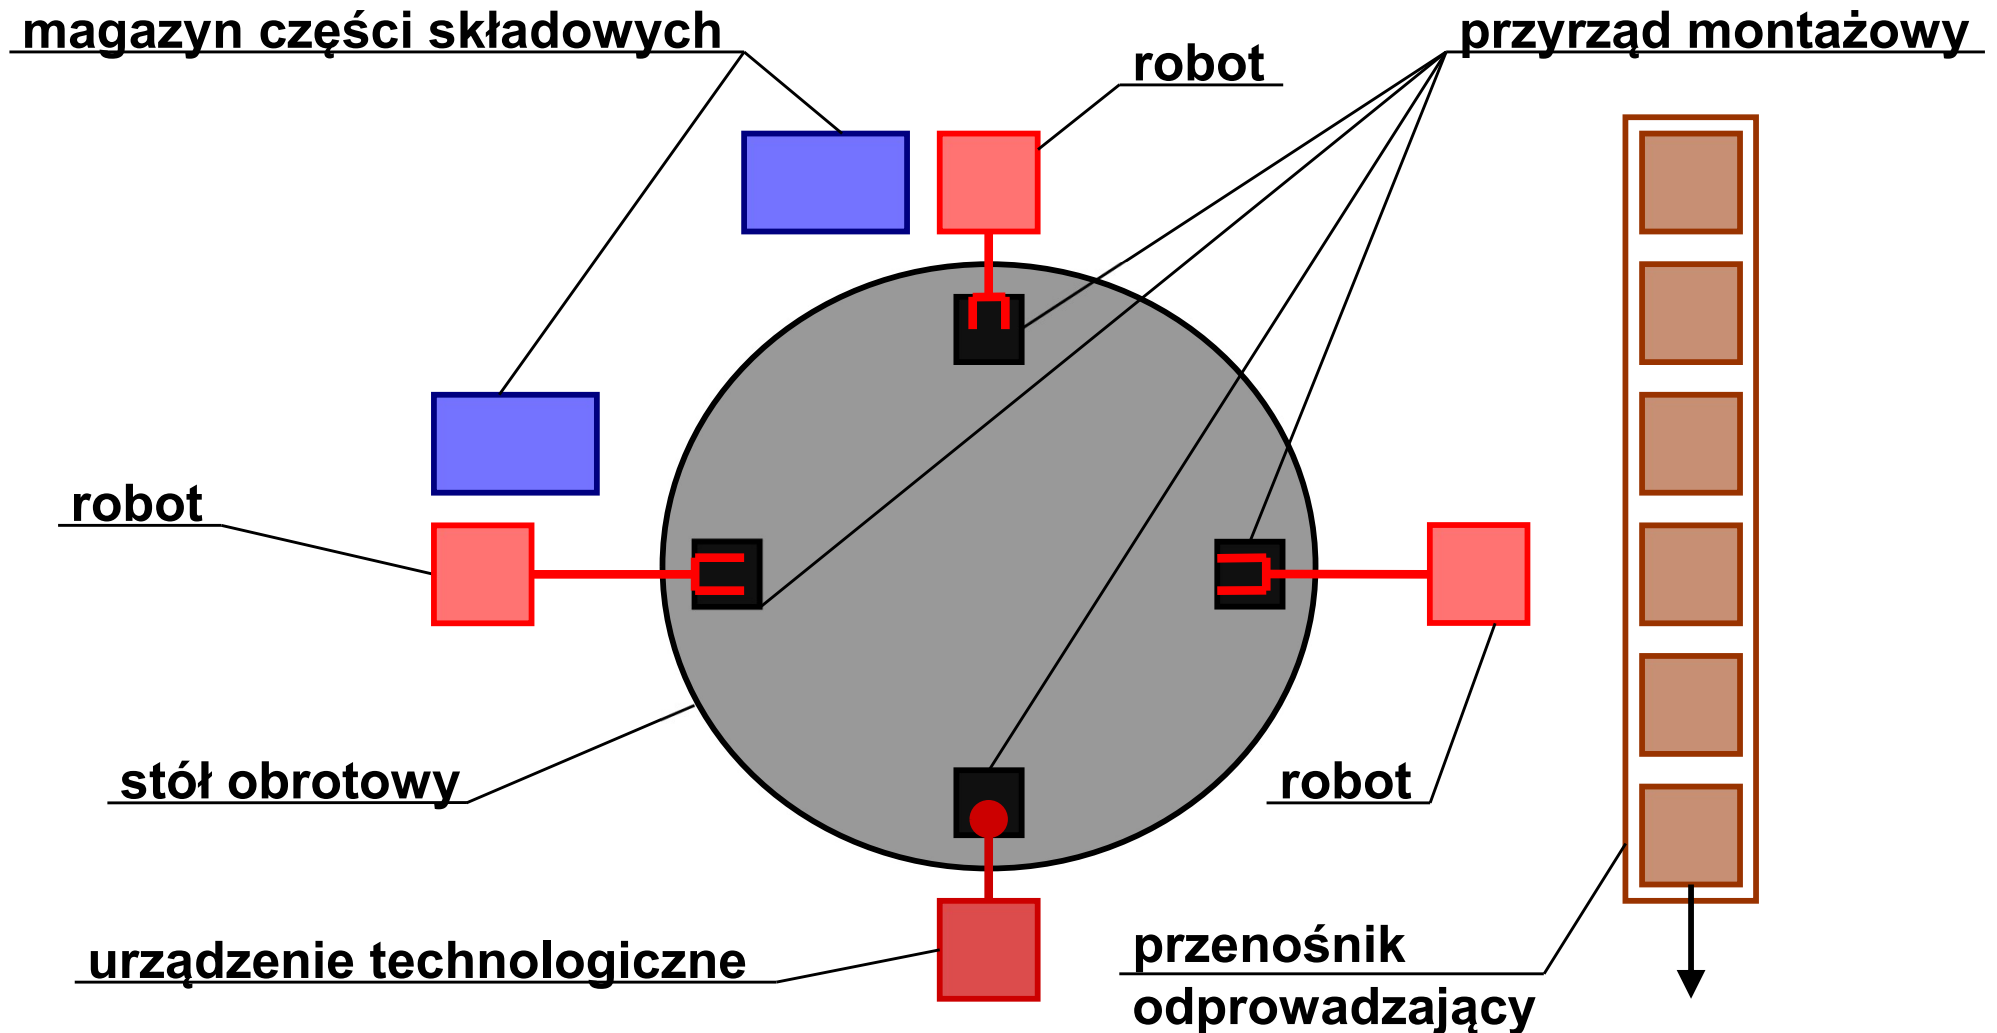 magazyn części składowych
przyrząd montażowy
robot
robot
stół obrotowy
robot
urządzenie technologiczne
przenośnik
odprowadzający